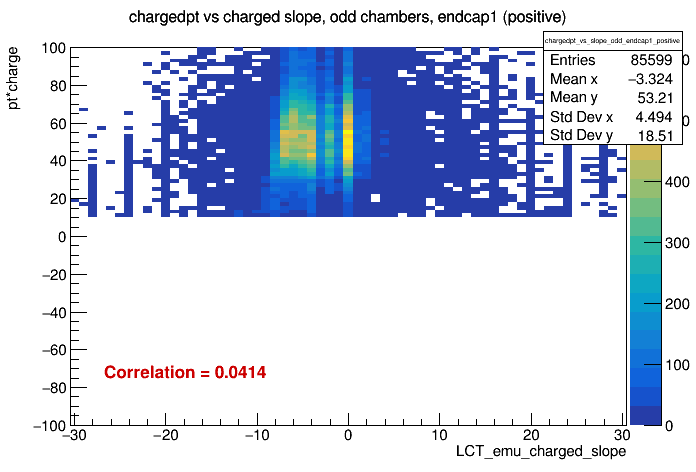 chargedpt vs charged slope, odd chambers, endcap1 (positive)
chargedpt_vs_slope_odd_endcap1_positive
Entries 85599
Mean x −3.324
Mean y 53.21
Std Dev x 4.494
Std Dev y 18.51
pt*charge
100
80
60
40
20
0
−20
−40
−60
−80
−100
−30
−20
−10
0
10
20
30
LCT_emu_charged_slope
Correlation = 0.0414
400
300
200
100
0